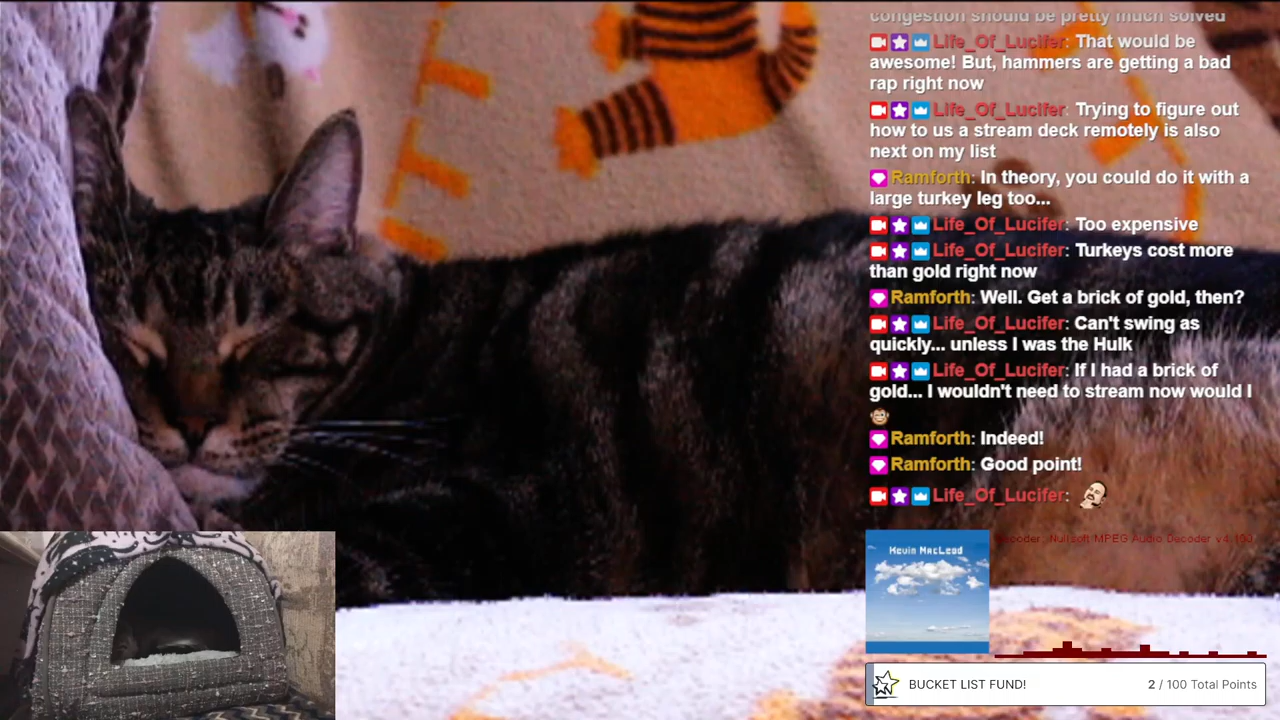 congestion should be pretty much solved
Life_Of_Lucifer: That would be
awesome! But, hammers are getting a bad
rap right now
Life_Of_Lucifer: Trying to figure out
how to us a stream deck remotely is also
next on my list
Ramforth: In theory, you could do it with a
large turkey leg too...
Life_Of_Lucifer: Too expensive
Life_Of_Lucifer: Turkeys cost more
than gold right now
Ramforth: Well. Get a brick of gold, then?
Life_Of_Lucifer: Can't swing as
quickly... unless I was the Hulk
Life_Of_Lucifer: If I had a brick of
gold... I wouldn't need to stream now would I
Ramforth: Indeed!
Ramforth: Good point!
Life_Of_Lucifer:
Kevin MacLeod
ecoder: Nullsoft MPEG Audio Decoder v4.100
BUCKET LIST FUND! 2 / 100 Total Points